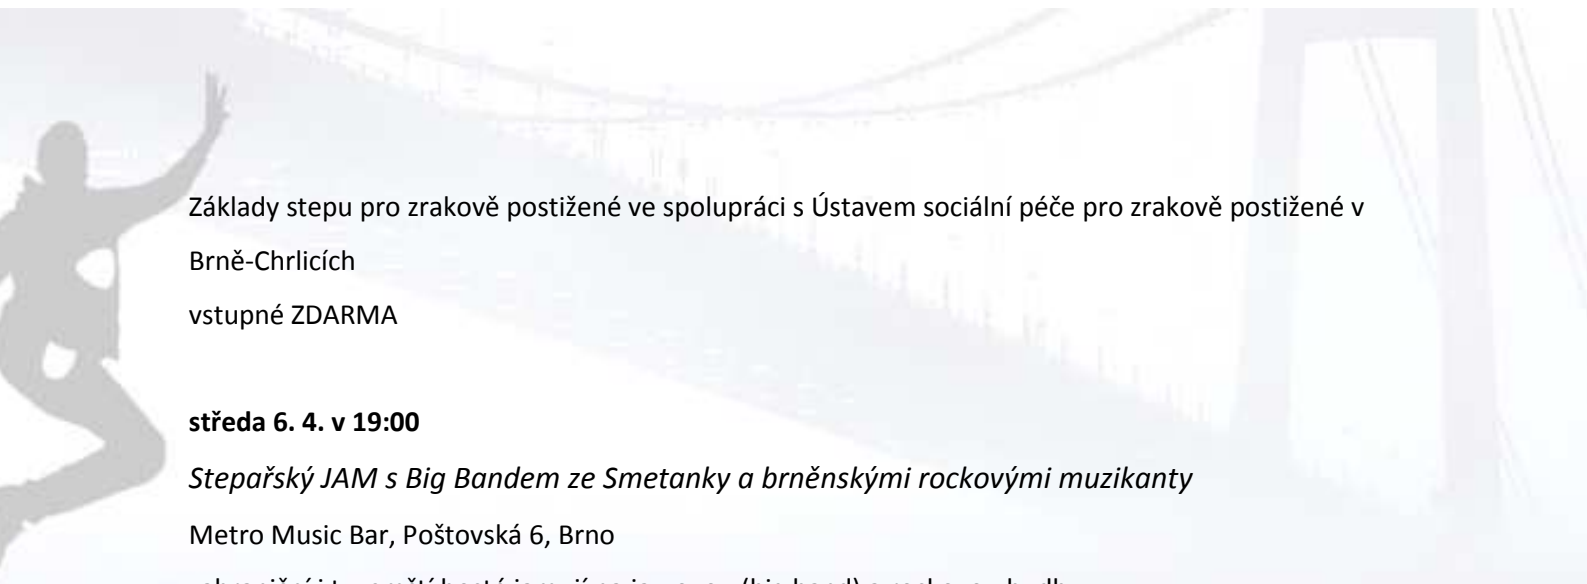 Základy stepu pro zrakově postižené ve spolupráci s Ústavem sociální péče pro zrakově postižené v
Brně-Chrlicích
vstupné ZDARMA
středa 6. 4. v 19:00
Stepařský JAM s Big Bandem ze Smetanky a brněnskými rockovými muzikanty
Metro Music Bar, Poštovská 6, Brno